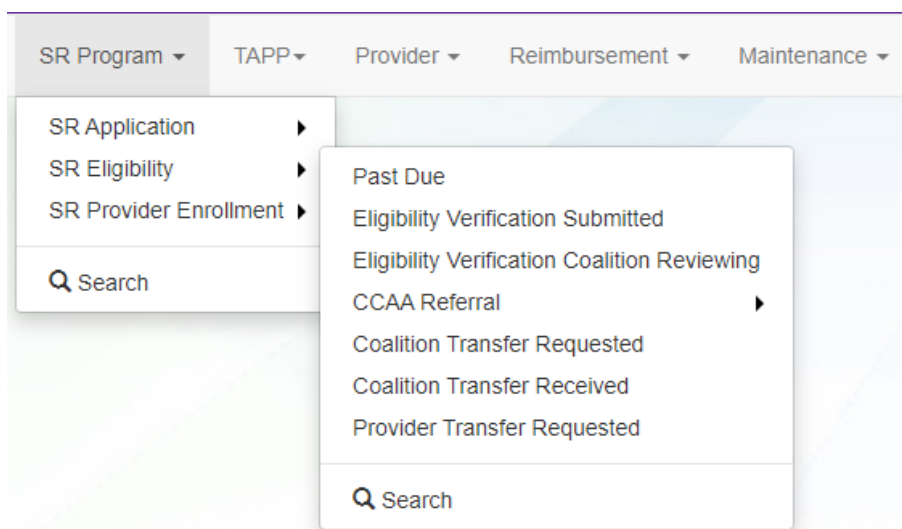 SR Program TAPP Provider Reimbursement Maintenance
SR Application
SR Eligibility
SR Provider Enrollment
Search
Past Due
Eligibility Verification Submitted
Eligibility Verification Coalition Reviewing
CCAA Referral
Coalition Transfer Requested
Coalition Transfer Received
Provider Transfer Requested
Search